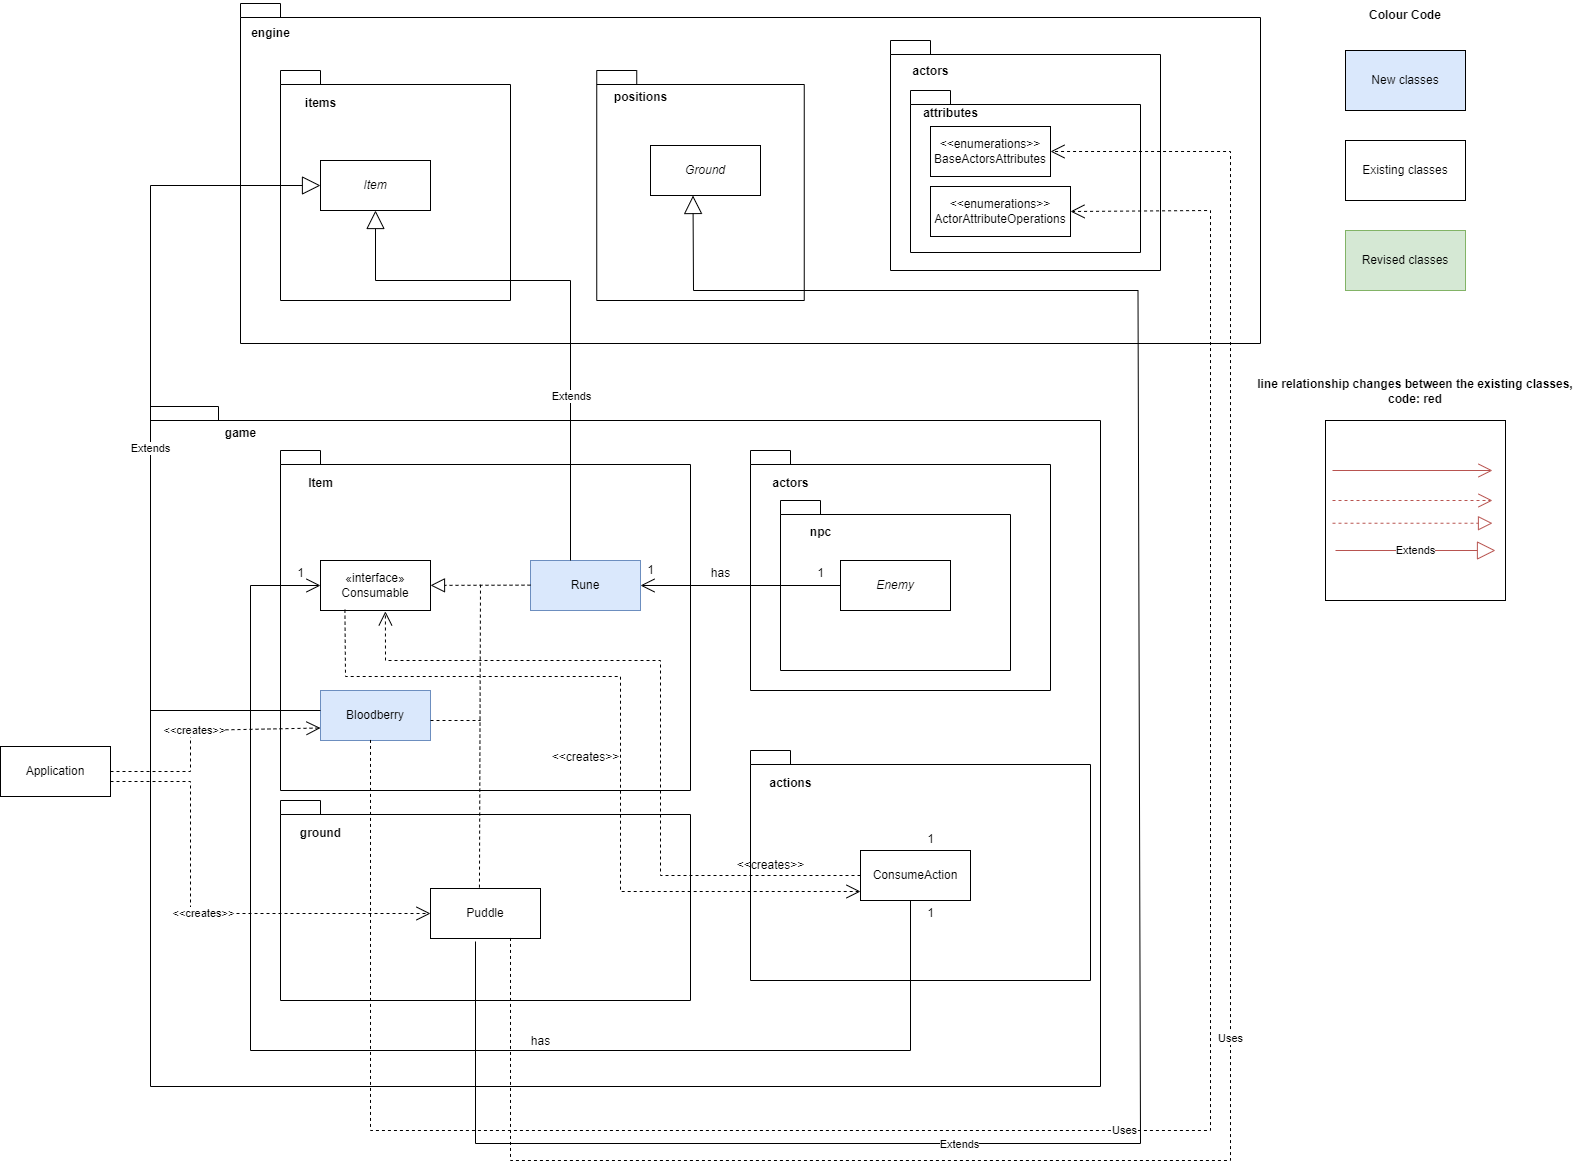 Colour Code
engine
actors
New classes
items
positions
attributes
<<enumerations>>
BaseActorsAttributes
Ground
Existing classes
Item
<<enumerations>>
ActorAttributeOperations
Revised classes
line relationship changes between the existing classes,
code: red
Extends
game
Extends
Item
actors
npc
Extends
1
«interface»
Consumable
Rune
1
has
1
Enemy
Bloodberry
<<creates>>
<<creates>>
Application
actions
ground
1
<<creates>>
ConsumeAction
<<creates>>
Puddle
1
has
Uses
Uses
Extends